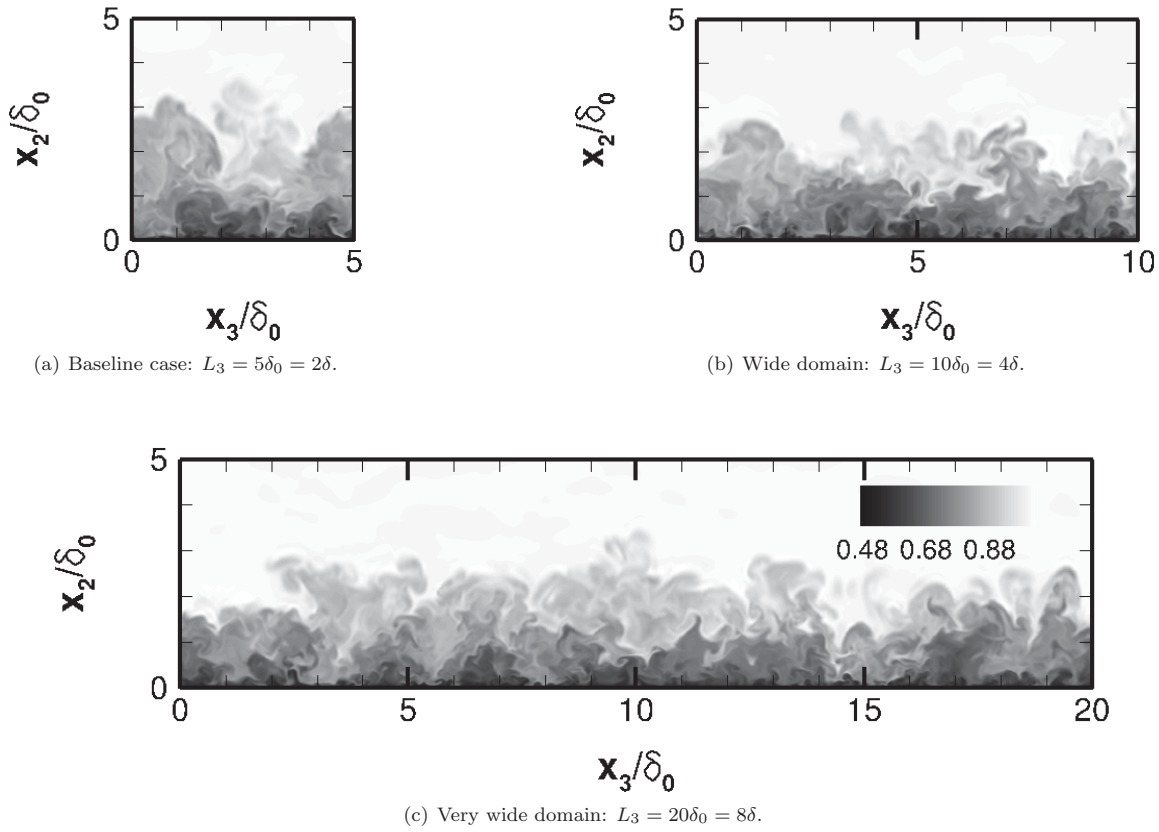 5
5
x₂/δ₀
x₂/δ₀
0
0
0 5
0 5 10
x₃/δ₀
x₃/δ₀
(a) Baseline case: L₃ = 5δ₀ = 2δ.
(b) Wide domain: L₃ = 10δ₀ = 4δ.
5
x₂/δ₀
0.48 0.68 0.88
0
0 5 10 15 20
x₃/δ₀
(c) Very wide domain: L₃ = 20δ₀ = 8δ.